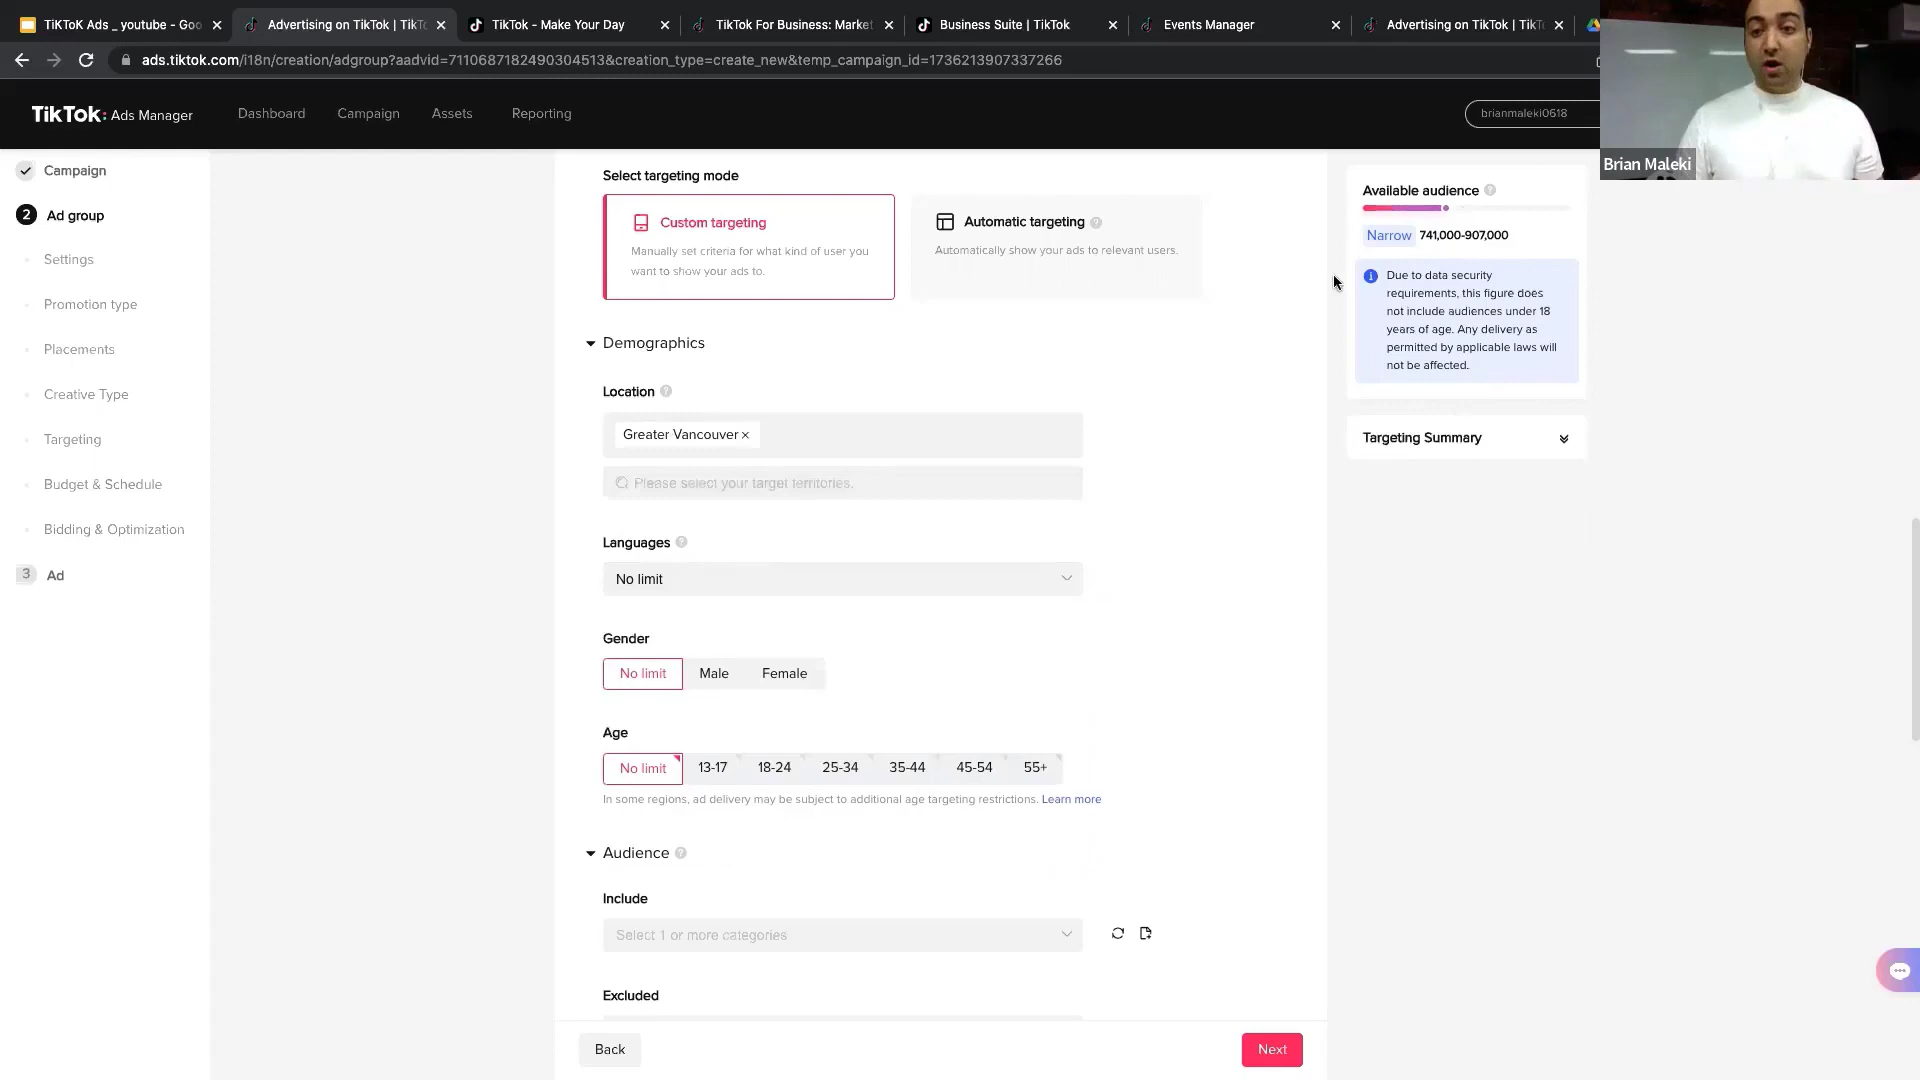 TiKToK Ads _ youtube - Goo
Advertising on TikTok | TikTo
TikTok - Make Your Day
TikTok For Business: Market
Business Suite | TikTok
Events Manager
Advertising on TikTok | TikT
ads.tiktok.com/i18n/creation/adgroup?aadvid=7110687182490304513&creation_type=create_new&temp_campaign_id=1736213907337266
TikTok: Ads Manager
Dashboard
Campaign
Assets
Reporting
brianmaleki0618
Brian Maleki
Campaign
2 Ad group
Settings
Promotion type
Placements
Creative Type
Targeting
Budget & Schedule
Bidding & Optimization
3 Ad
Select targeting mode
Custom targeting
Manually set criteria for what kind of user you
want to show your ads to.
Automatic targeting
Automatically show your ads to relevant users.
Demographics
Location
Greater Vancouver ×
Please select your target territories.
Languages
No limit
Gender
No limit Male Female
Age
No limit 13-17 18-24 25-34 35-44 45-54 55+
In some regions, ad delivery may be subject to additional age targeting restrictions. Learn more
Audience
Include
Select 1 or more categories
Excluded
Back
Next
Available audience
Narrow 741,000-907,000
Due to data security
requirements, this figure does
not include audiences under 18
years of age. Any delivery as
permitted by applicable laws will
not be affected.
Targeting Summary